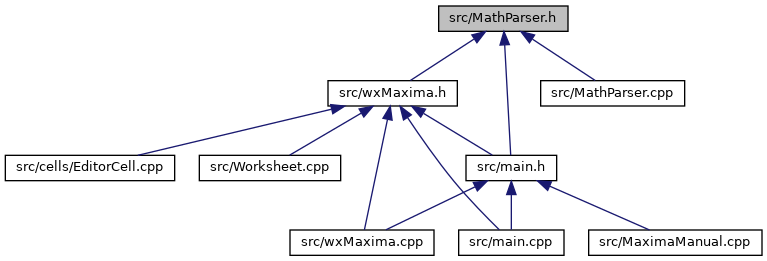 src/MathParser.h
src/wxMaxima.h
src/MathParser.cpp
src/cells/EditorCell.cpp
src/Worksheet.cpp
src/main.h
src/wxMaxima.cpp
src/main.cpp
src/MaximaManual.cpp